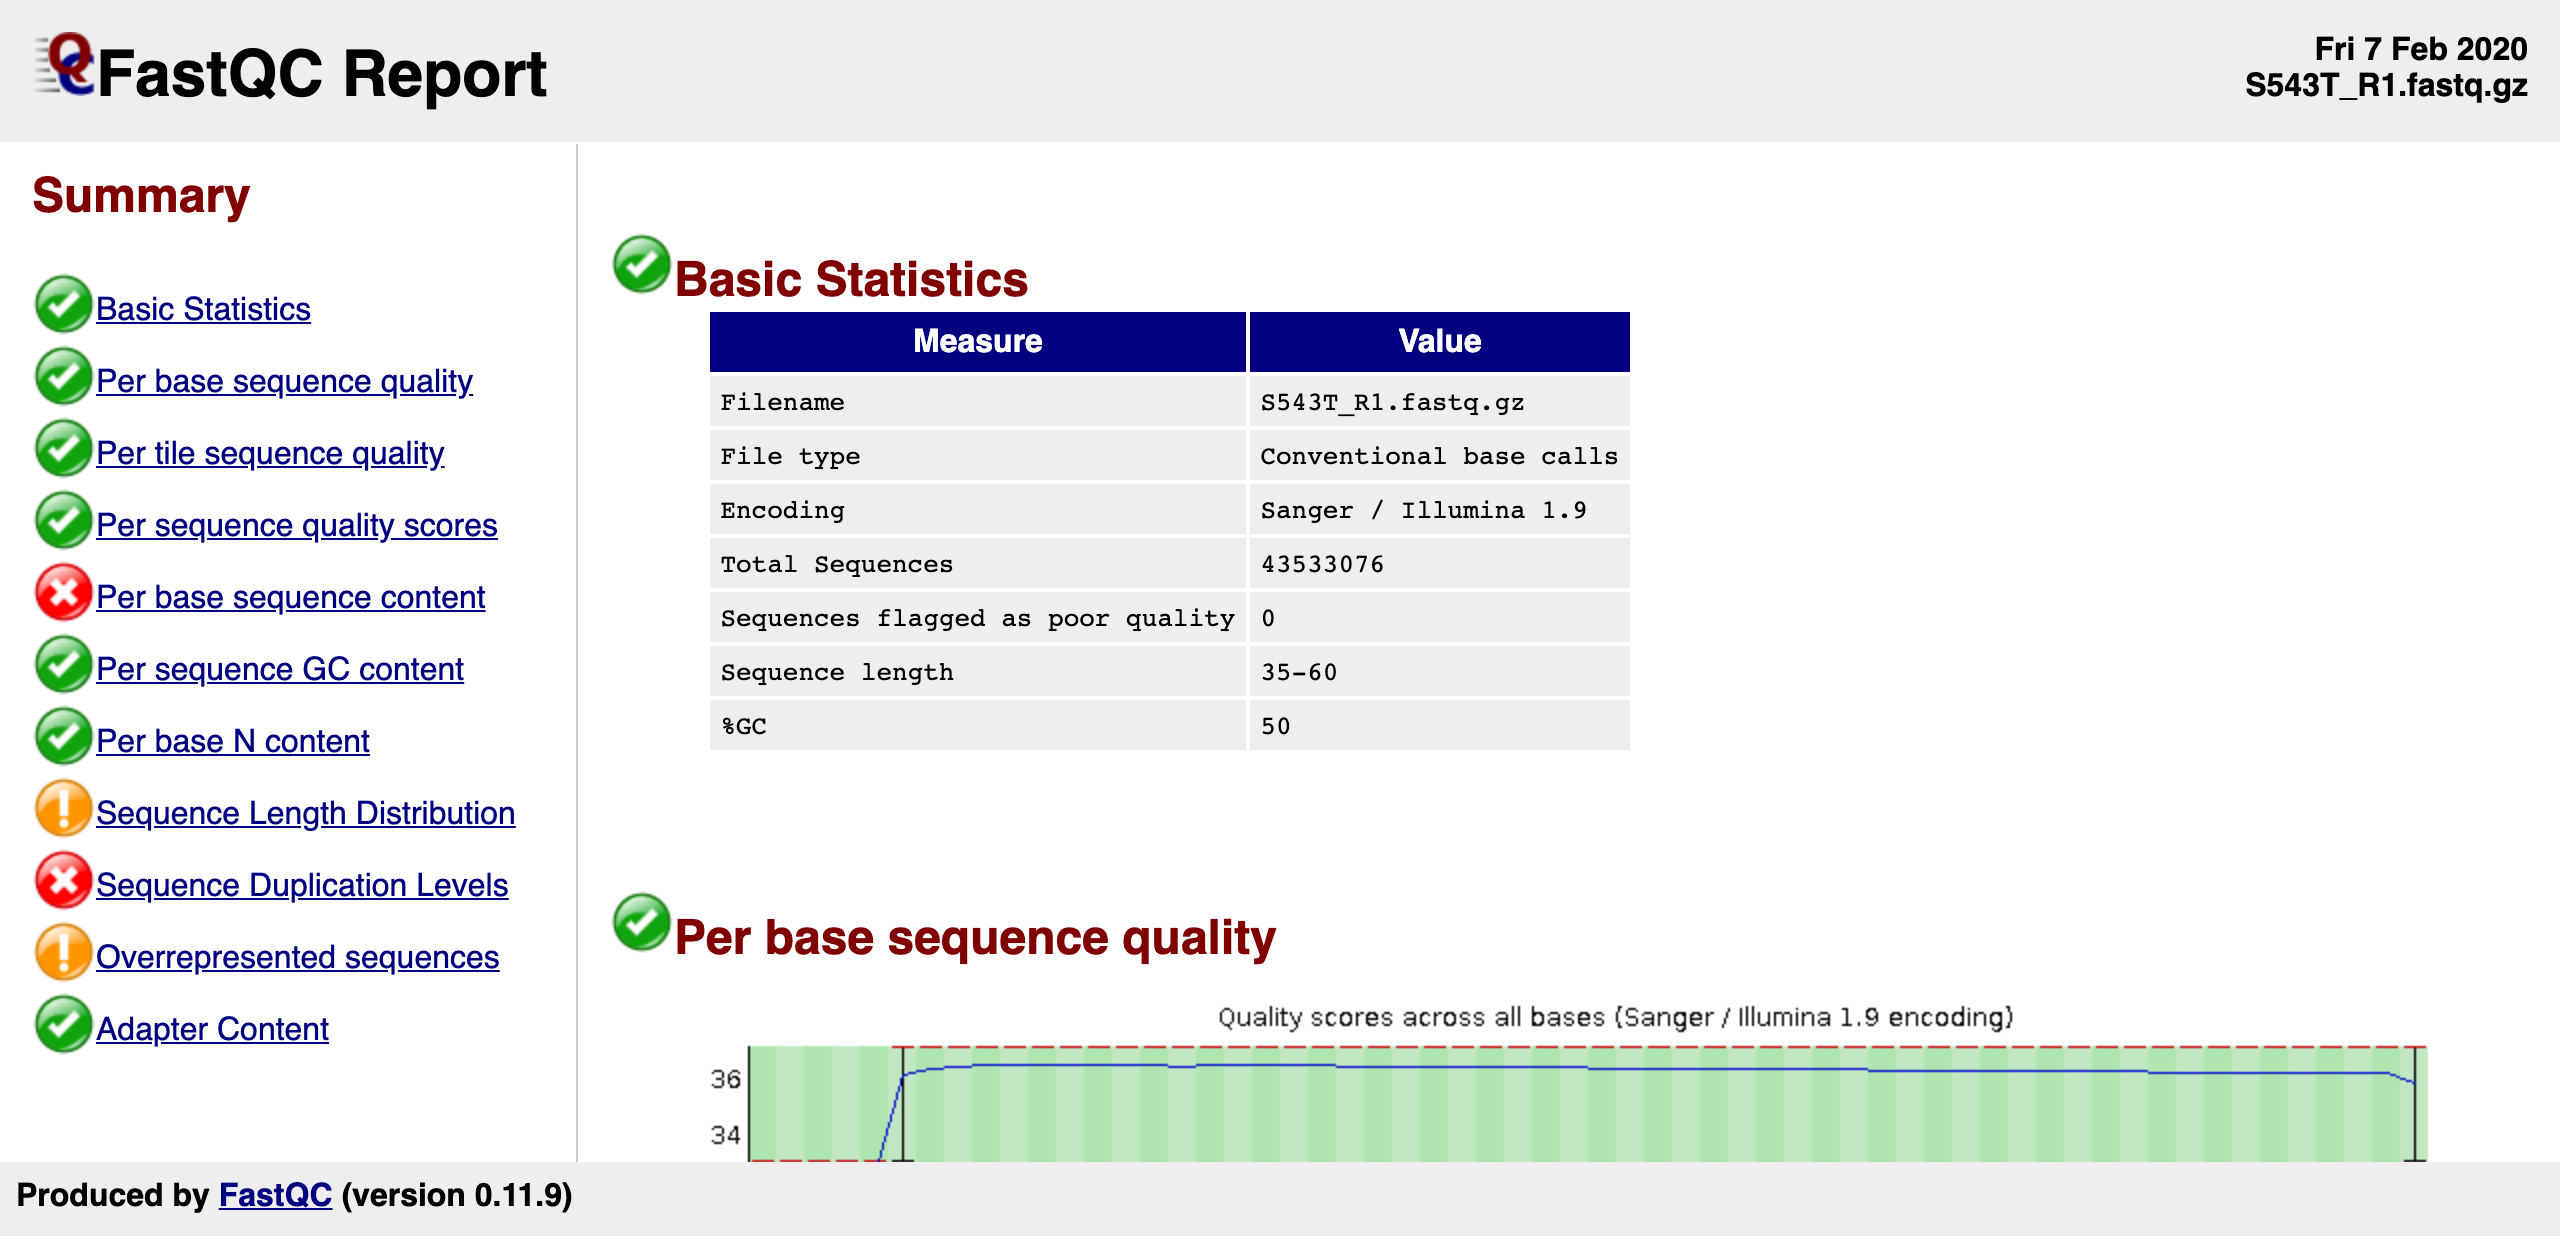 FastQC Report
Fri 7 Feb 2020
S543T_R1.fastq.gz
Summary
Basic Statistics
Per base sequence quality
Per tile sequence quality
Per sequence quality scores
Per base sequence content
Per sequence GC content
Per base N content
Sequence Length Distribution
Sequence Duplication Levels
Overrepresented sequences
Adapter Content
Basic Statistics
Measure Value
Filename S543T_R1.fastq.gz
File type Conventional base calls
Encoding Sanger / Illumina 1.9
Total Sequences 43533076
Sequences flagged as poor quality 0
Sequence length 35-60
%GC 50
Per base sequence quality
Quality scores across all bases (Sanger / Illumina 1.9 encoding)
36
34
Produced by FastQC (version 0.11.9)